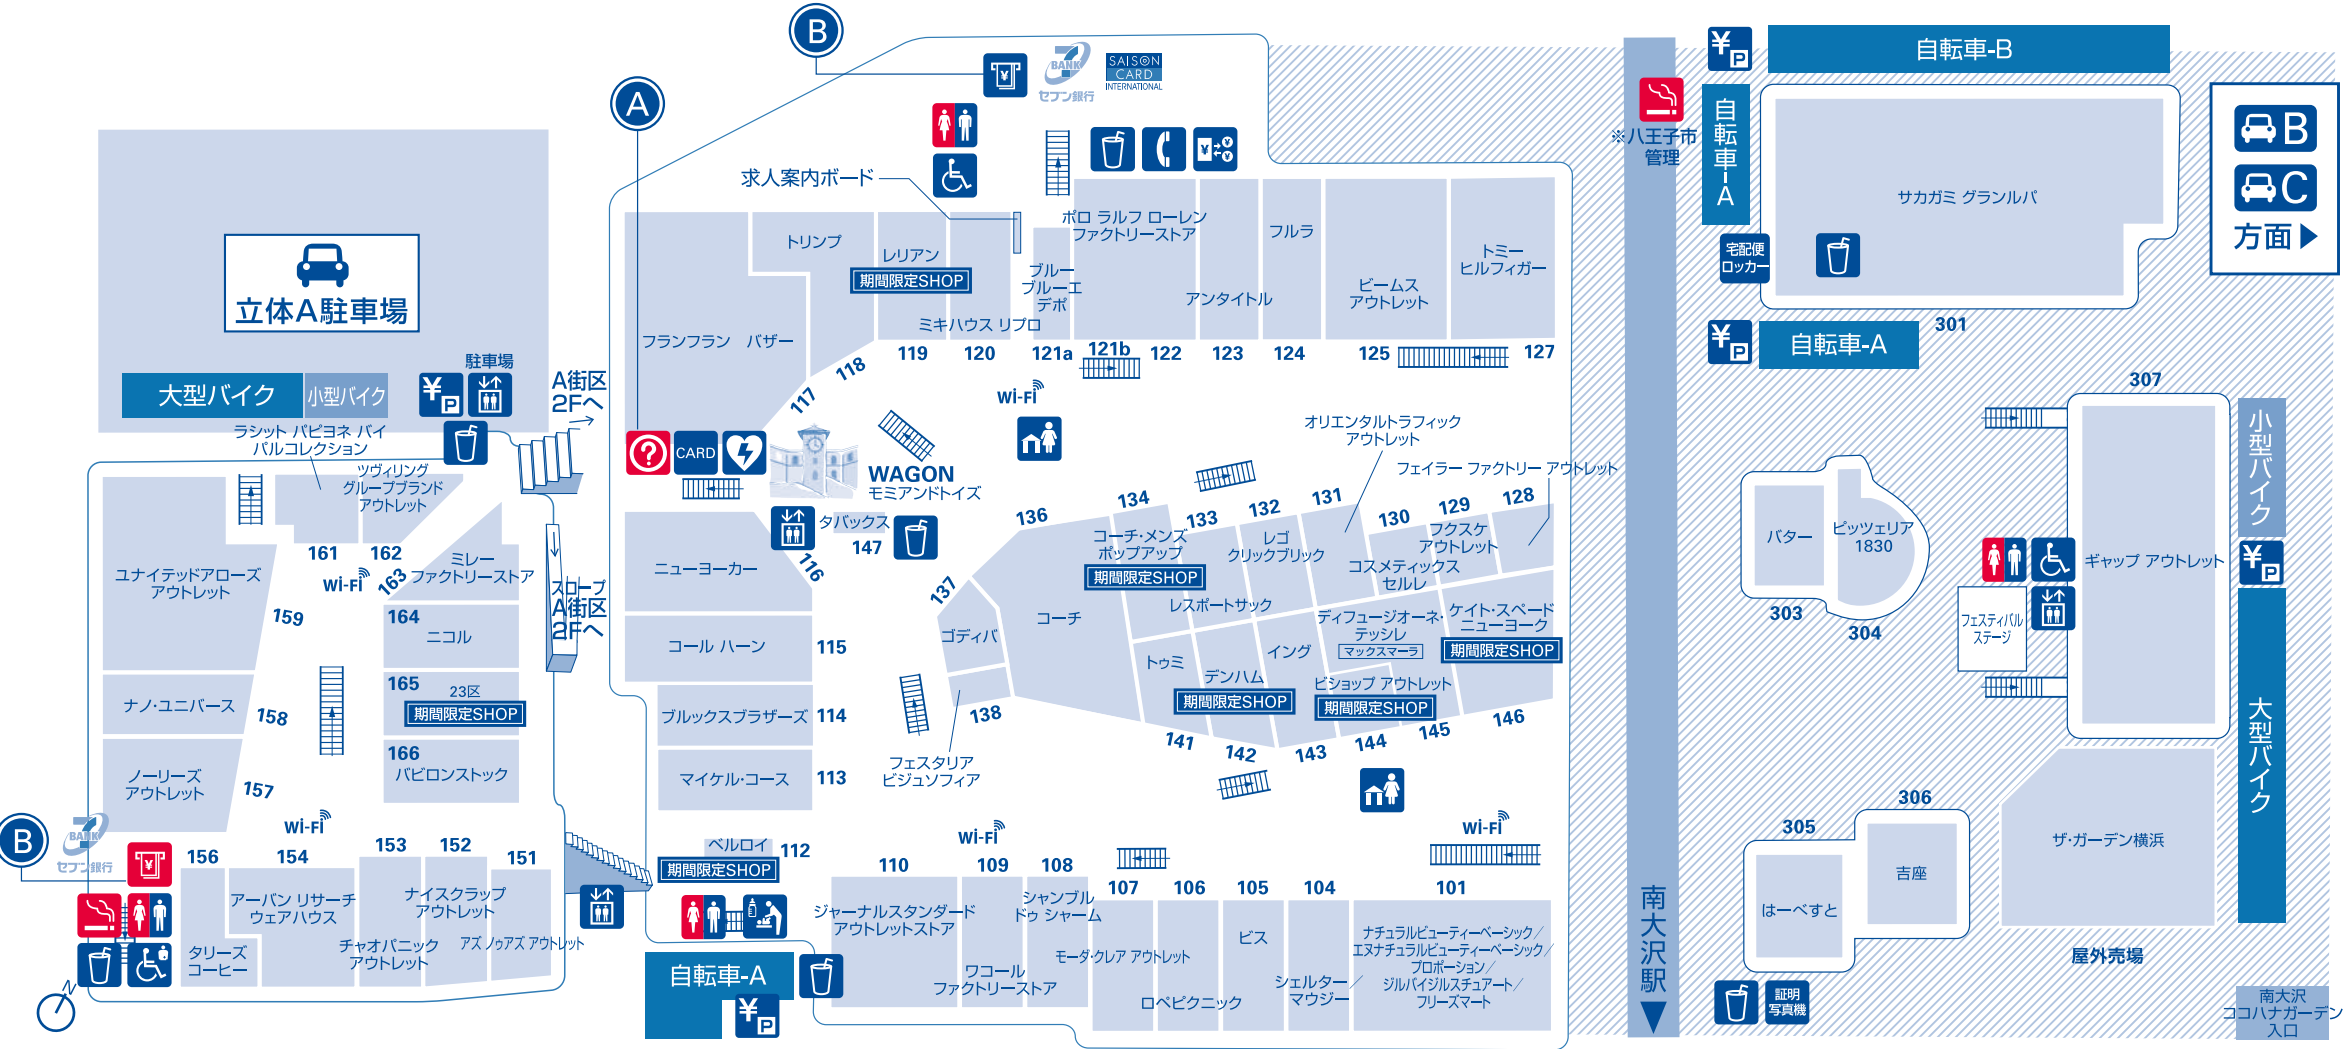 立体A駐車場
大型バイク
小型バイク
駐車場
¥P
A街区
2Fへ
スロープ
A街区
2Fへ
ラシット パピヨネ バイ
パルコレクション
ツヴィリング
グループブランド
アウトレット
161
162
163
Wi-Fi
ミレー
ファクトリーストア
ユナイテッドアローズ
アウトレット
159
164
ニコル
165
23区
期間限定SHOP
166
バビロンストック
ナノ・ユニバース
158
ノーリーズ
アウトレット
157
Wi-Fi
B
BANK
セブン銀行
¥
156
154
153
152
151
タリーズ
コーヒー
アーバン リサーチ
ウェアハウス
チャオパニック
アウトレット
ナイスクラップ
アウトレット
アズ ノゥアズ アウトレット
N
A
B
¥
7
BANK
セブン銀行
SAISON
CARD
INTERNATIONAL
求人案内ボード
フランフラン バザー
トリンプ
レリアン
期間限定SHOP
ミキハウス リプロ
ブルー
ブルーエ
デポ
ポロ ラルフ ローレン
ファクトリーストア
アンタイトル
フルラ
ビームス
アウトレット
トミー
ヒルフィガー
117
118
119
120
121a
121b
122
123
124
125
127
Wi-Fi
?
CARD
WAGON
モミアンドトイズ
タバックス
147
116
ニューヨーカー
コール ハーン
115
ブルックスブラザーズ
114
マイケル・コース
113
ベルロイ
112
期間限定SHOP
自転車-A
¥P
オリエンタルトラフィック
アウトレット
フェイラー ファクトリー アウトレット
136
134
133
132
131
130
129
128
137
ゴディバ
138
フェスタリア
ビジュソフィア
コーチ
コーチ・メンズ
ポップアップ
期間限定SHOP
レスポートサック
レゴ
クリックブリック
コスメティックス
セルレ
フクスケ
アウトレット
トゥミ
デンハム
期間限定SHOP
イング
ディフュージオーネ・
テッシレ
マックスマーラ
ビショップ アウトレット
期間限定SHOP
ケイト・スペード
ニューヨーク
期間限定SHOP
141
142
143
144
145
146
Wi-Fi
Wi-Fi
110
109
108
107
106
105
104
101
ジャーナルスタンダード
アウトレットストア
ワコール
ファクトリーストア
シャンブル
ドゥ シャーム
モーダ・クレア アウトレット
ロペピクニック
ビス
シェルター/
マウジー
ナチュラルビューティーベーシック/
エヌナチュラルビューティーベーシック/
プロポーション/
ジルバイジルスチュアート/
フリーズマート
※八王子市
管理
南大沢駅
¥P
自転車-B
自転車-A
宅配便
ロッカー
サカガミ グランルパ
301
¥P
自転車-A
B
C
方面
307
小型バイク
¥P
大型バイク
ギャップ アウトレット
バター
303
ピッツェリア
1830
304
フェスティバル
ステージ
305
はーべすと
306
吉座
ザ・ガーデン横浜
屋外売場
証明
写真機
南大沢
ココハナガーデン
入口